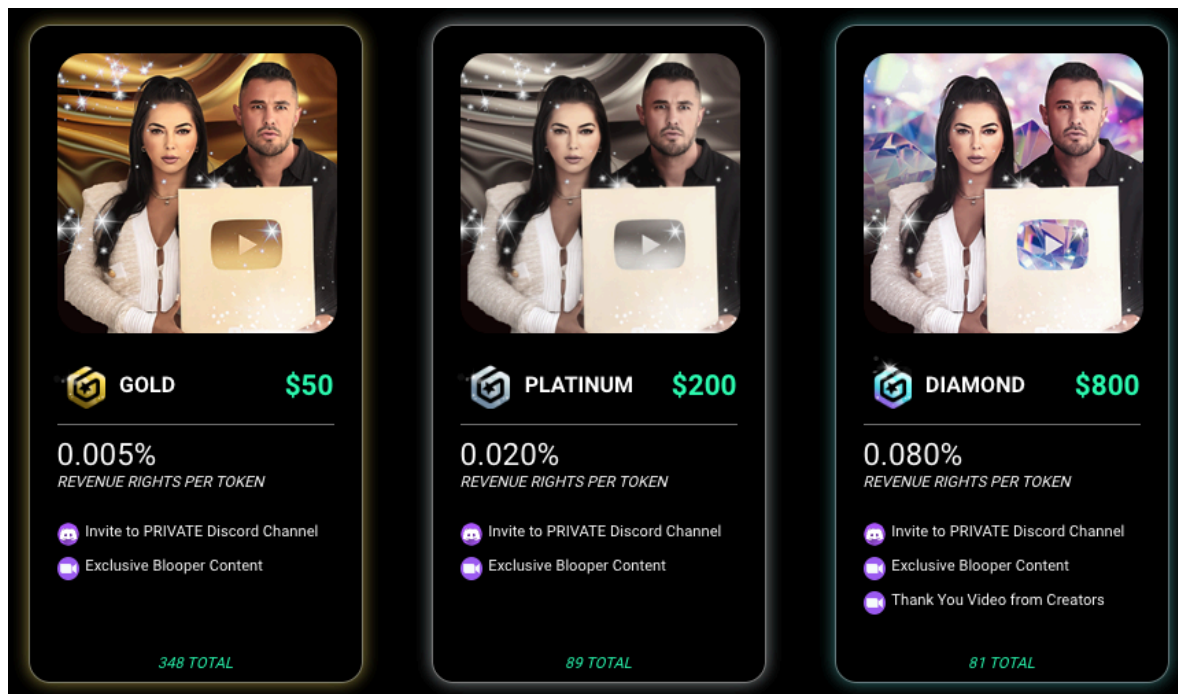 GOLD $50
0.005%
REVENUE RIGHTS PER TOKEN
Invite to PRIVATE Discord Channel
Exclusive Blooper Content
348 TOTAL
PLATINUM $200
0.020%
REVENUE RIGHTS PER TOKEN
Invite to PRIVATE Discord Channel
Exclusive Blooper Content
89 TOTAL
DIAMOND $800
0.080%
REVENUE RIGHTS PER TOKEN
Invite to PRIVATE Discord Channel
Exclusive Blooper Content
Thank You Video from Creators
81 TOTAL